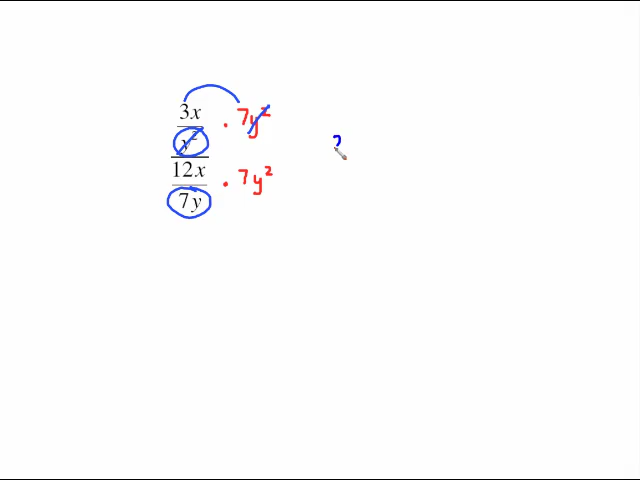 3x · 7y²
y²
12x · 7y²
7y